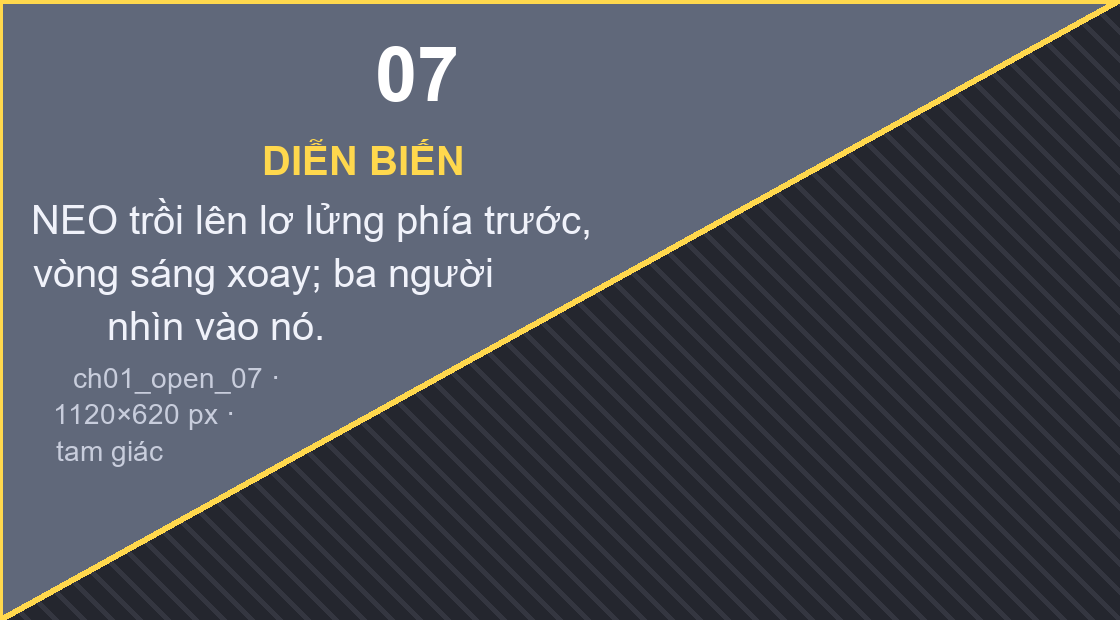 07
DIỄN BIẾN
NEO trồi lên lơ lửng phía trước,
vòng sáng xoay; ba người
nhìn vào nó.
ch01_open_07 ·
1120×620 px ·
tam giác